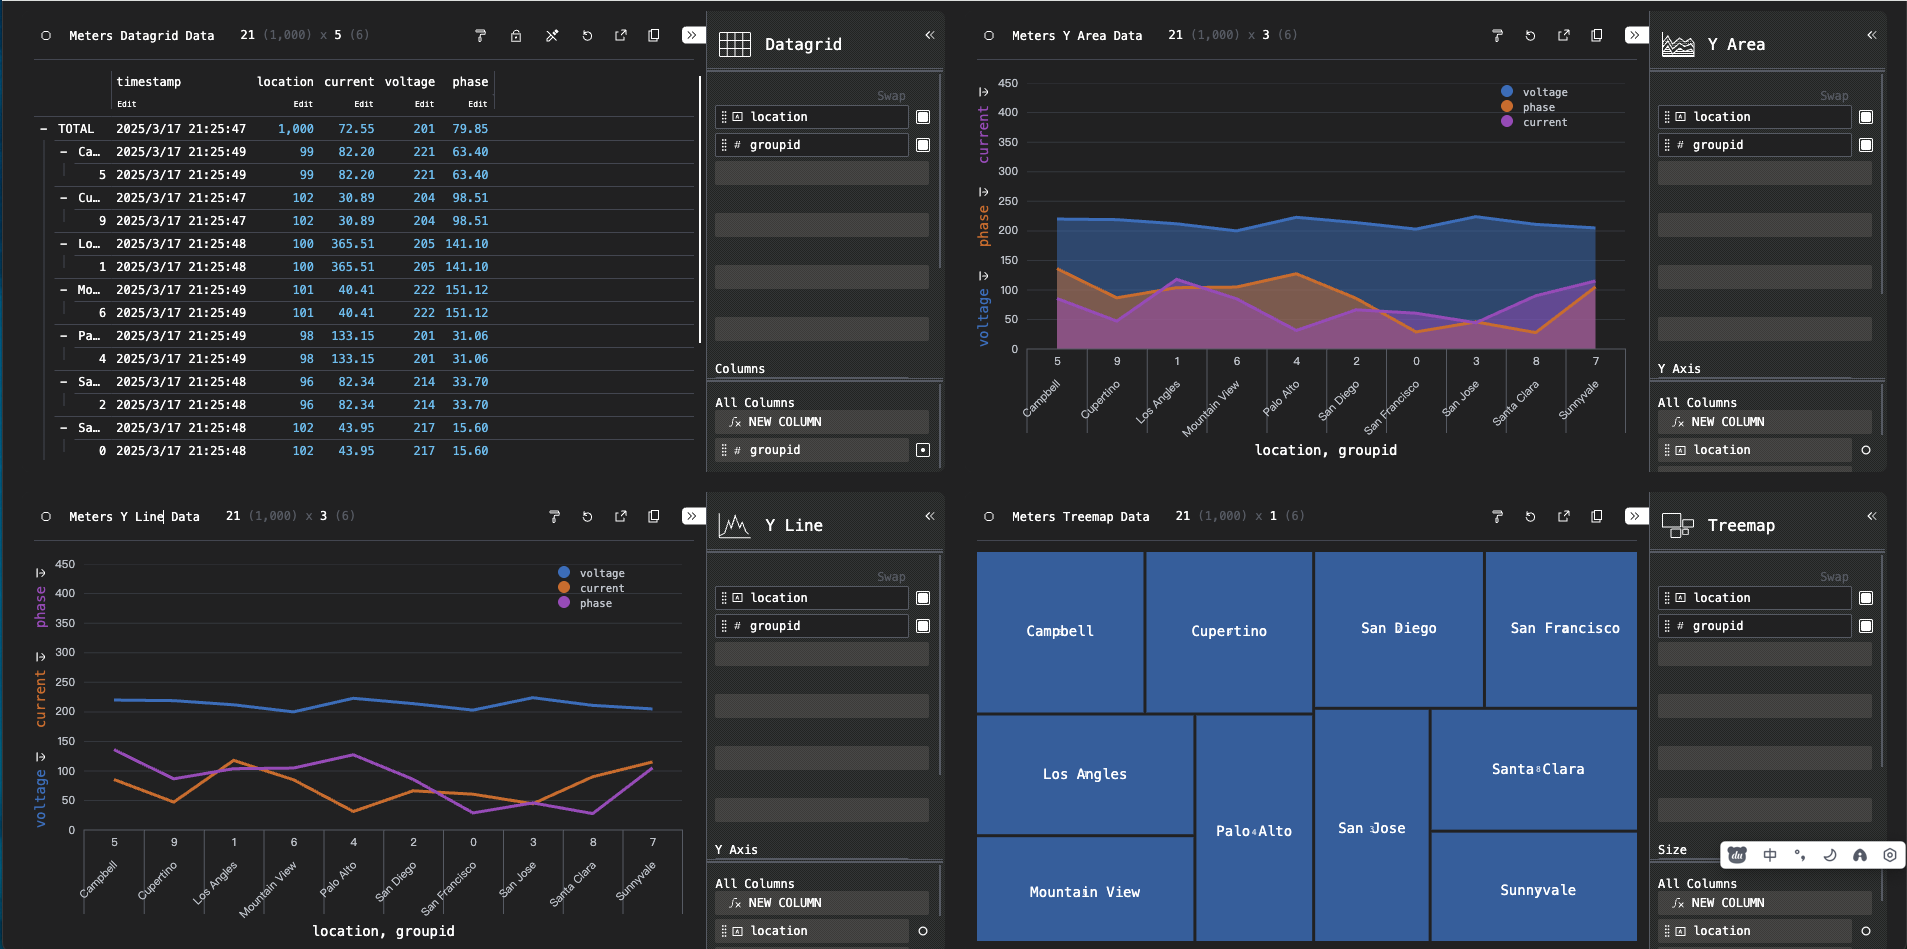 Meters Datagrid Data 21 (1,000) x 5 (6)
timestamp location current voltage phase
Edit Edit Edit Edit Edit
– TOTAL 2025/3/17 21:25:47 1,000 72.55 201 79.85
– Ca… 2025/3/17 21:25:49 99 82.20 221 63.40
5 2025/3/17 21:25:49 99 82.20 221 63.40
– Cu… 2025/3/17 21:25:47 102 30.89 204 98.51
9 2025/3/17 21:25:47 102 30.89 204 98.51
– Lo… 2025/3/17 21:25:48 100 365.51 205 141.10
1 2025/3/17 21:25:48 100 365.51 205 141.10
– Mo… 2025/3/17 21:25:49 101 40.41 222 151.12
6 2025/3/17 21:25:49 101 40.41 222 151.12
– Pa… 2025/3/17 21:25:49 98 133.15 201 31.06
4 2025/3/17 21:25:49 98 133.15 201 31.06
– Sa… 2025/3/17 21:25:48 96 82.34 214 33.70
2 2025/3/17 21:25:48 96 82.34 214 33.70
– Sa… 2025/3/17 21:25:48 102 43.95 217 15.60
0 2025/3/17 21:25:48 102 43.95 217 15.60
Datagrid
Swap
location
# groupid
Columns
All Columns
fx NEW COLUMN
# groupid
Meters Y Area Data 21 (1,000) x 3 (6)
voltage
phase
current
current
phase
voltage
450
400
350
300
250
200
150
100
50
0
5 9 1 6 4 2 0 3 8 7
Campbell Cupertino Los Angles Mountain View Palo Alto San Diego San Francisco San Jose Santa Clara Sunnyvale
location, groupid
Y Area
Swap
location
# groupid
Y Axis
All Columns
fx NEW COLUMN
location
Meters Y Line Data 21 (1,000) x 3 (6)
voltage
current
phase
phase
current
voltage
450
400
350
300
250
200
150
100
50
0
5 9 1 6 4 2 0 3 8 7
Campbell Cupertino Los Angles Mountain View Palo Alto San Diego San Francisco San Jose Santa Clara Sunnyvale
location, groupid
Y Line
Swap
location
# groupid
Y Axis
All Columns
fx NEW COLUMN
location
Meters Treemap Data 21 (1,000) x 1 (6)
Campbell
Cupertino
San Diego
San Francisco
Los Angles
Palo 4 Alto
San 3 Jose
Santa 8 Clara
Mountain View
Sunnyvale
Treemap
Swap
location
# groupid
Size
du 中
All Columns
fx NEW COLUMN
location